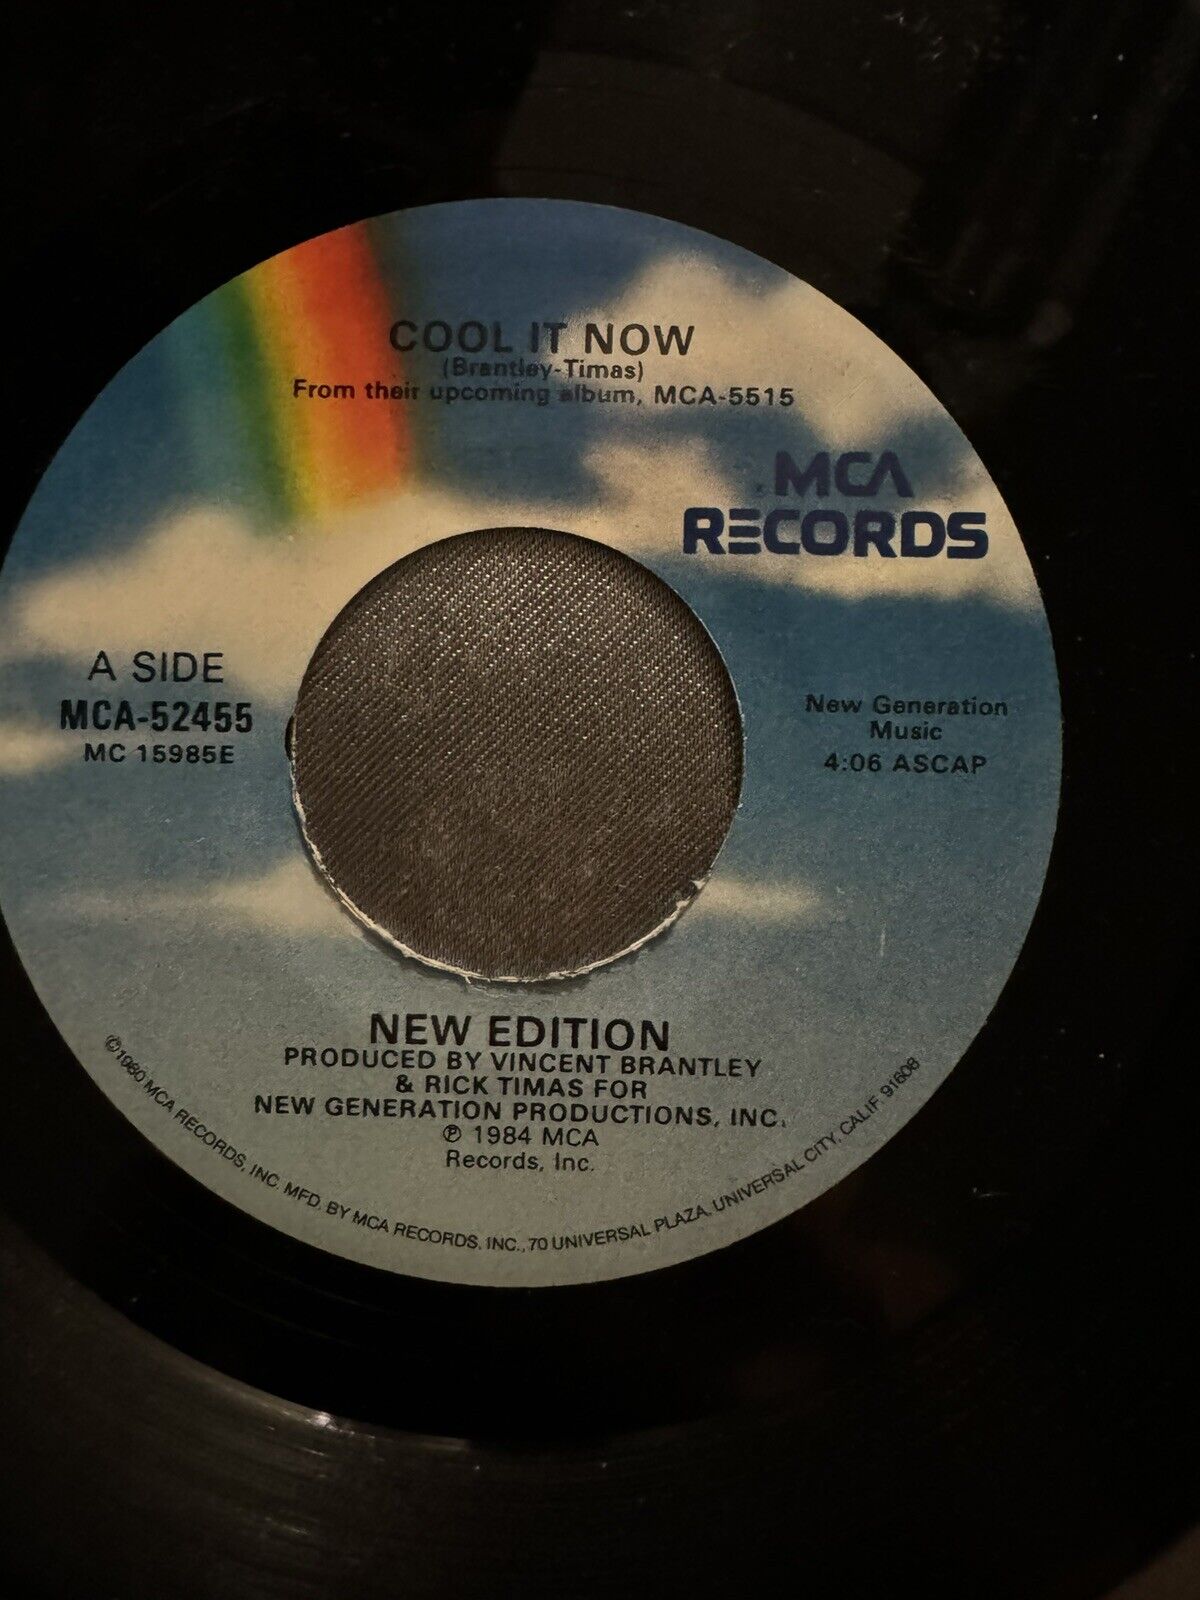 COOL IT NOW
(Brantley-Timas)
From their upcoming album, MCA-5515
MCA
RECORDS
A SIDE
MCA-52455
MC 15985E
New Generation
Music
4:06 ASCAP
NEW EDITION
PRODUCED BY VINCENT BRANTLEY
& RICK TIMAS FOR
NEW GENERATION PRODUCTIONS, INC.
℗ 1984 MCA
Records, Inc.
©1980 MCA RECORDS, INC. MFD. BY MCA RECORDS, INC., 70 UNIVERSAL PLAZA, UNIVERSAL CITY, CALIF 91608